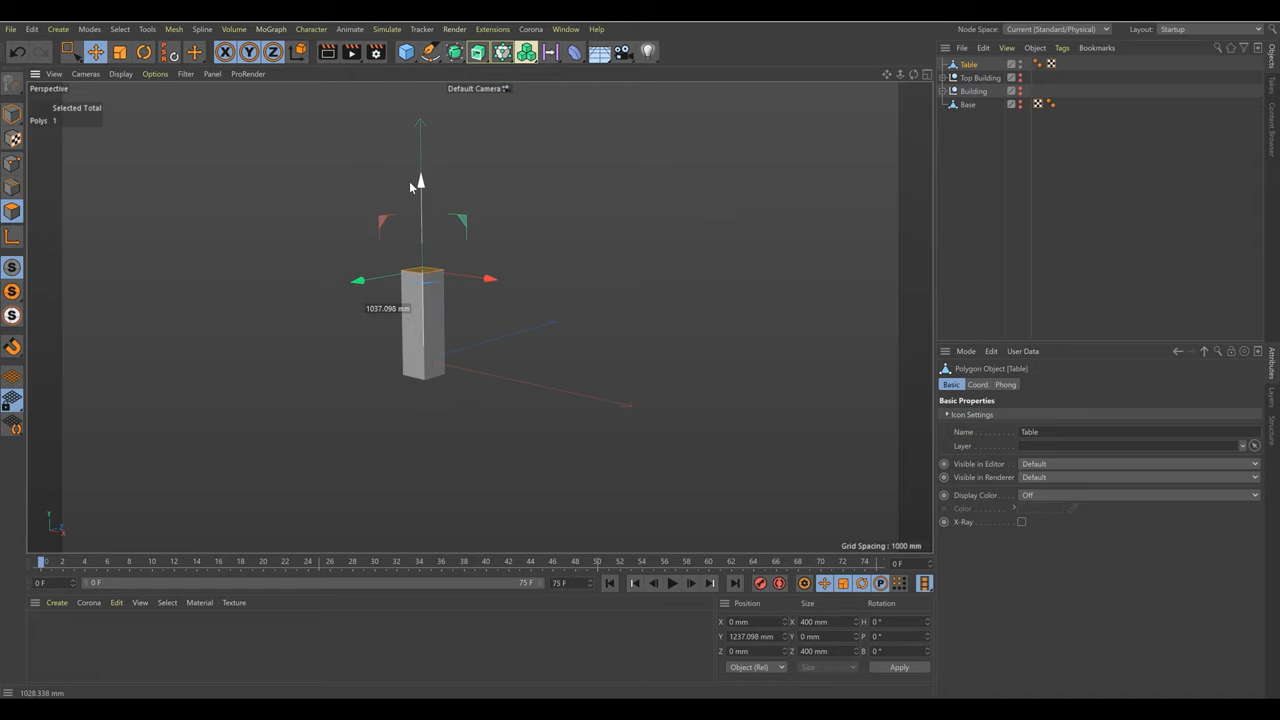 File Edit Create Modes Select Tools Mesh Spline Volume MoGraph Character Animate Simulate Tracker Render Extensions Corona Window Help Node Space: Current (Standard/Physical) Layout: Startup
X Y Z
File Edit View Object Tags Bookmarks
View Cameras Display Options Filter Panel ProRender
Perspective Default Camera
Selected Total
Polys 1
Table
Top Building
Building
Base
Objects
Takes
Content Browser
1037.098 mm
Y
Z
X
Grid Spacing : 1000 mm
S
S
S
Mode Edit User Data
Polygon Object [Table]
Basic Coord. Phong
Basic Properties
Icon Settings
Name Table
Layer
Visible in Editor Default
Visible in Renderer Default
Display Color Off
Color
X-Ray
Attributes
Layers
Structure
0 2 4 6 8 10 12 14 16 18 20 22 24 26 28 30 32 34 36 38 40 42 44 46 48 50 52 54 56 58 60 62 64 66 68 70 72 74 0 F
0 F 0 F 75 F 75 F P
Create Corona Edit View Select Material Texture
Position Size Rotation
X 0 mm X 400 mm H 0 °
Y 1237.098 mm Y 0 mm P 0 °
Z 0 mm Z 400 mm B 0 °
Object (Rel) Size Apply
1028.338 mm